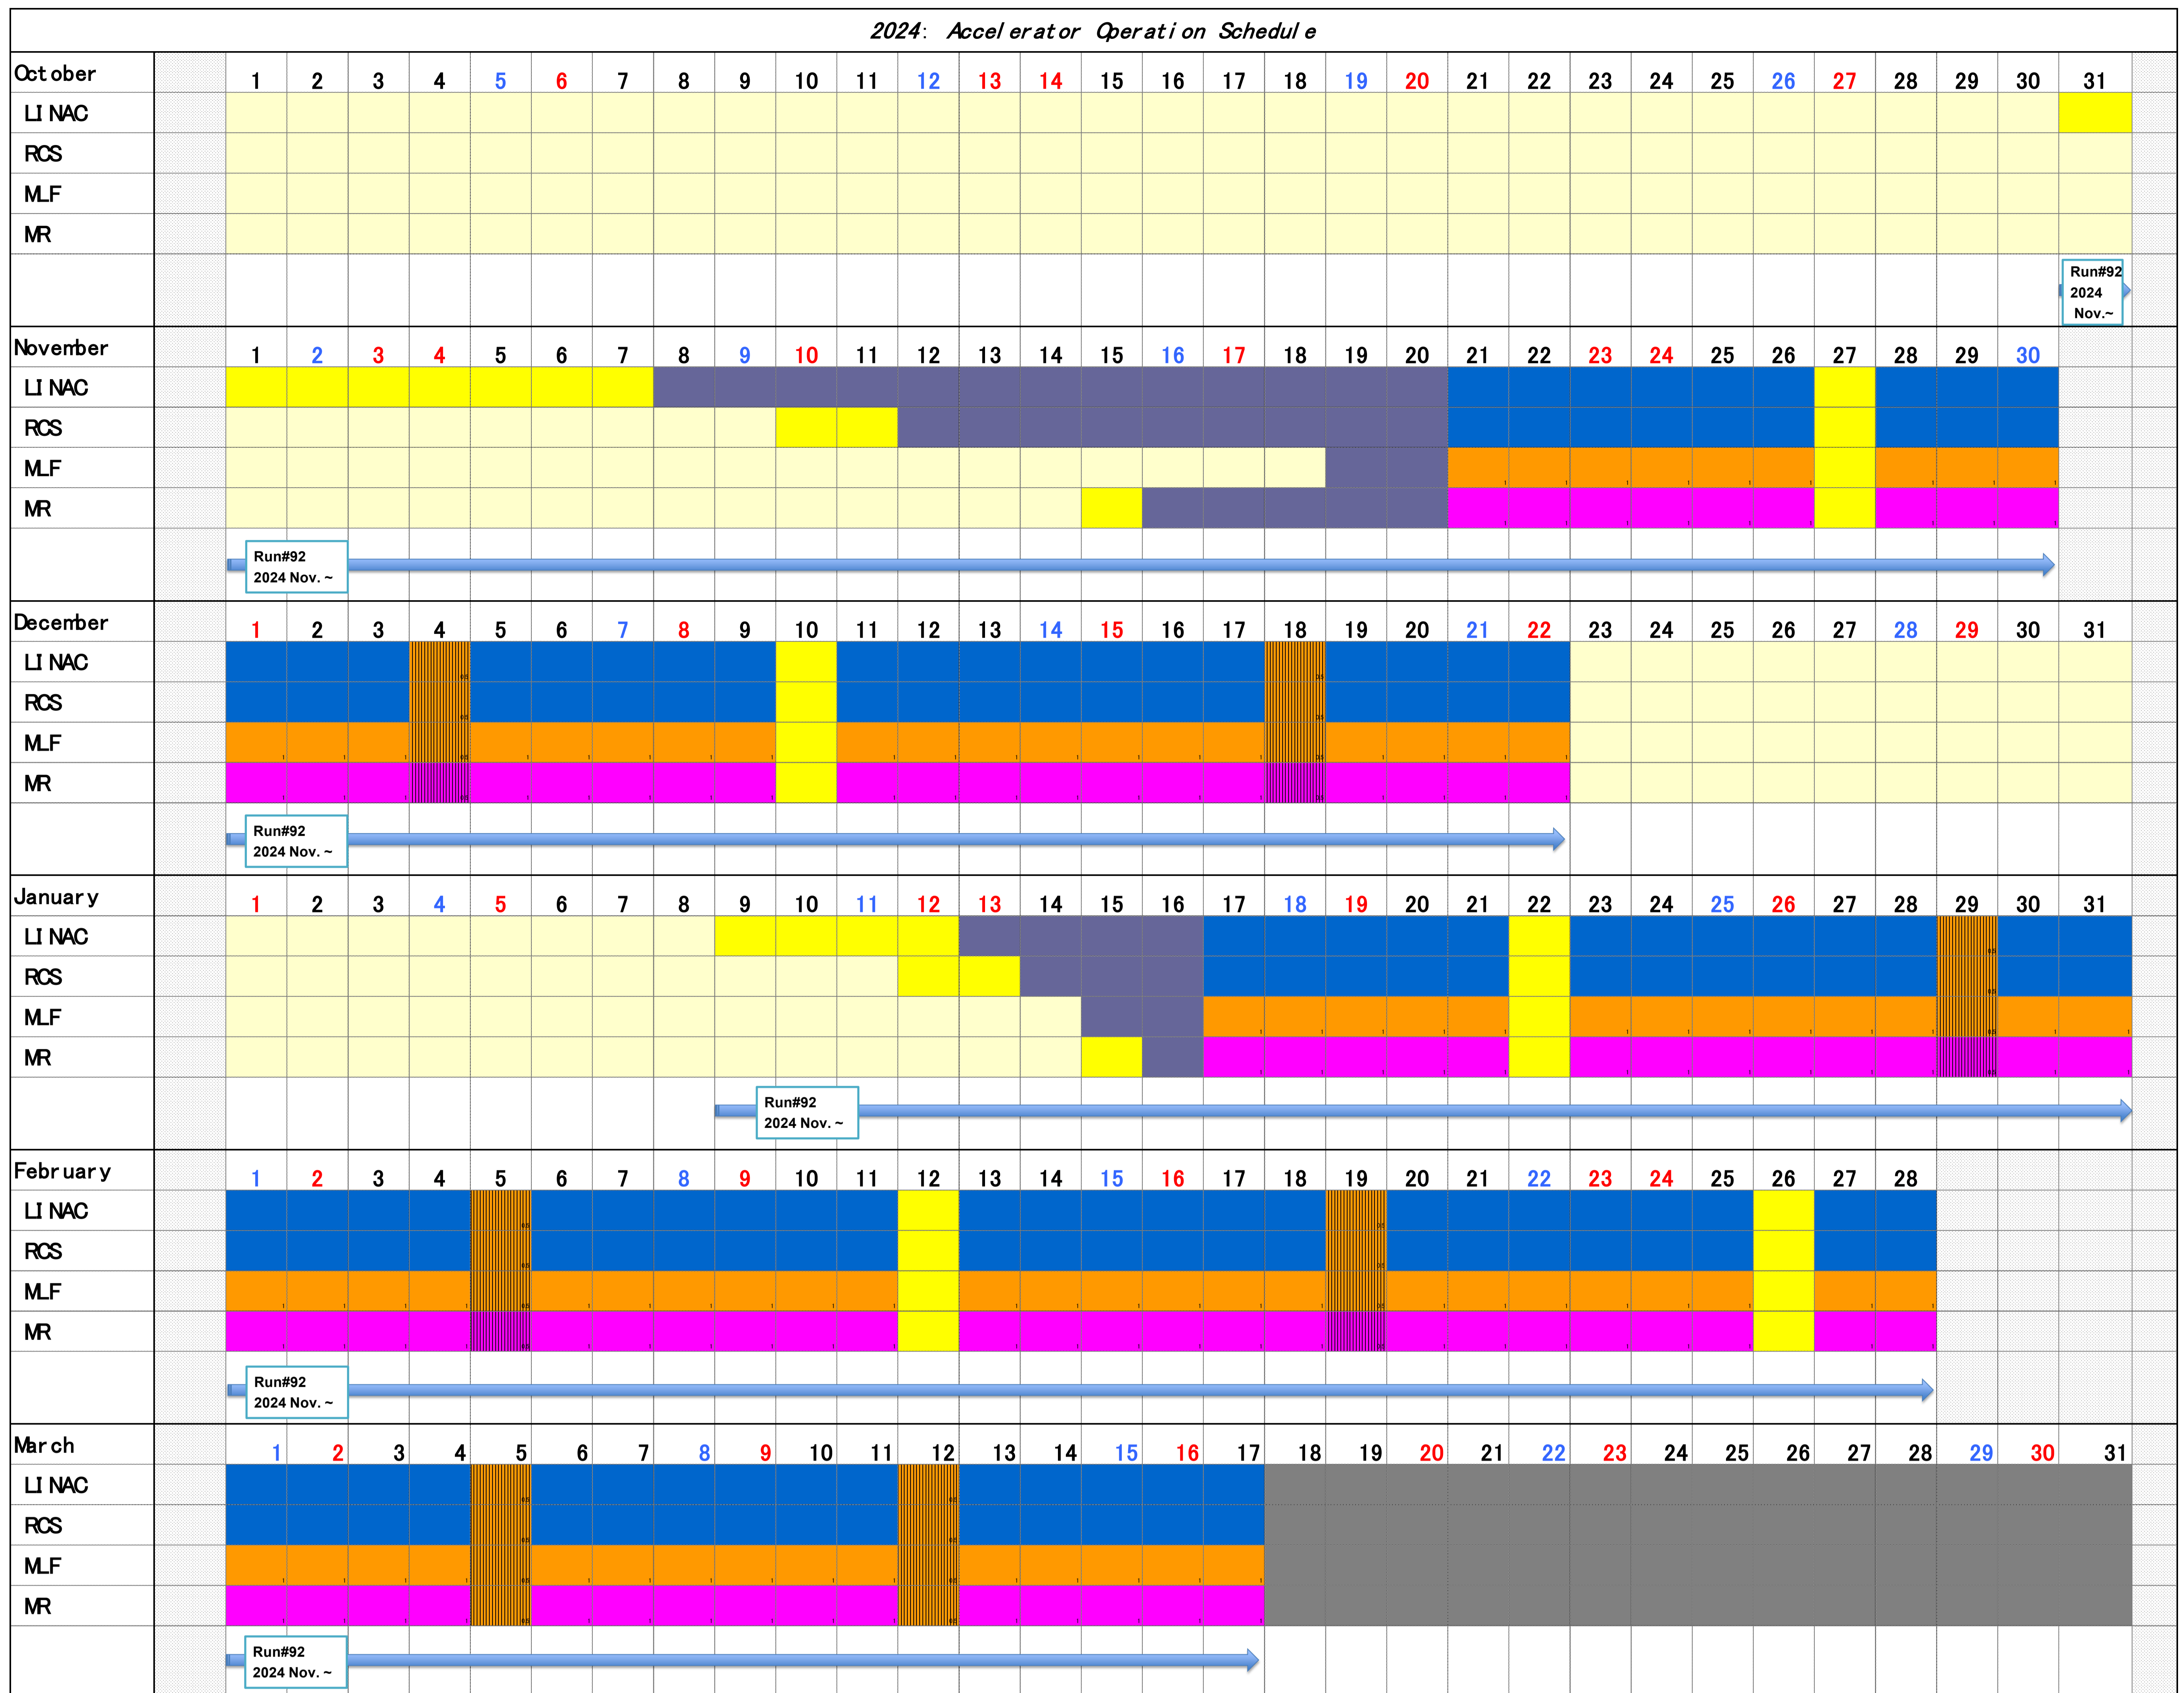 2024: Accelerator Operation Schedule
October 1 2 3 4 5 6 7 8 9 10 11 12 13 14 15 16 17 18 19 20 21 22 23 24 25 26 27 28 29 30 31
LINAC
RCS
MLF
MR
Run#92
2024
Nov.~
November 1 2 3 4 5 6 7 8 9 10 11 12 13 14 15 16 17 18 19 20 21 22 23 24 25 26 27 28 29 30
LINAC
RCS
MLF
MR
Run#92
2024 Nov. ~
December 1 2 3 4 5 6 7 8 9 10 11 12 13 14 15 16 17 18 19 20 21 22 23 24 25 26 27 28 29 30 31
LINAC
RCS
MLF
MR
Run#92
2024 Nov. ~
January 1 2 3 4 5 6 7 8 9 10 11 12 13 14 15 16 17 18 19 20 21 22 23 24 25 26 27 28 29 30 31
LINAC
RCS
MLF
MR
Run#92
2024 Nov. ~
February 1 2 3 4 5 6 7 8 9 10 11 12 13 14 15 16 17 18 19 20 21 22 23 24 25 26 27 28
LINAC
RCS
MLF
MR
Run#92
2024 Nov. ~
March 1 2 3 4 5 6 7 8 9 10 11 12 13 14 15 16 17 18 19 20 21 22 23 24 25 26 27 28 29 30 31
LINAC
RCS
MLF
MR
Run#92
2024 Nov. ~